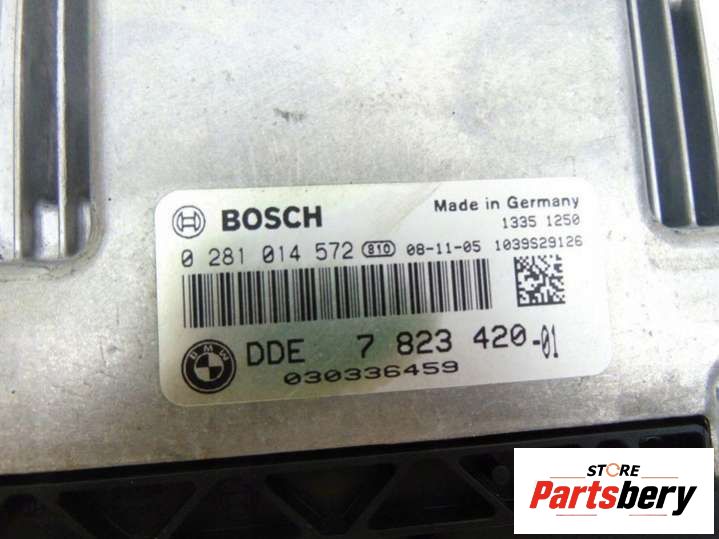 BOSCH
Made in Germany
1335 1250
0 281 014 572 810 08-11-05 1039S29126
BMW
DDE 7 823 420-01
030336459
STORE
Partsbery